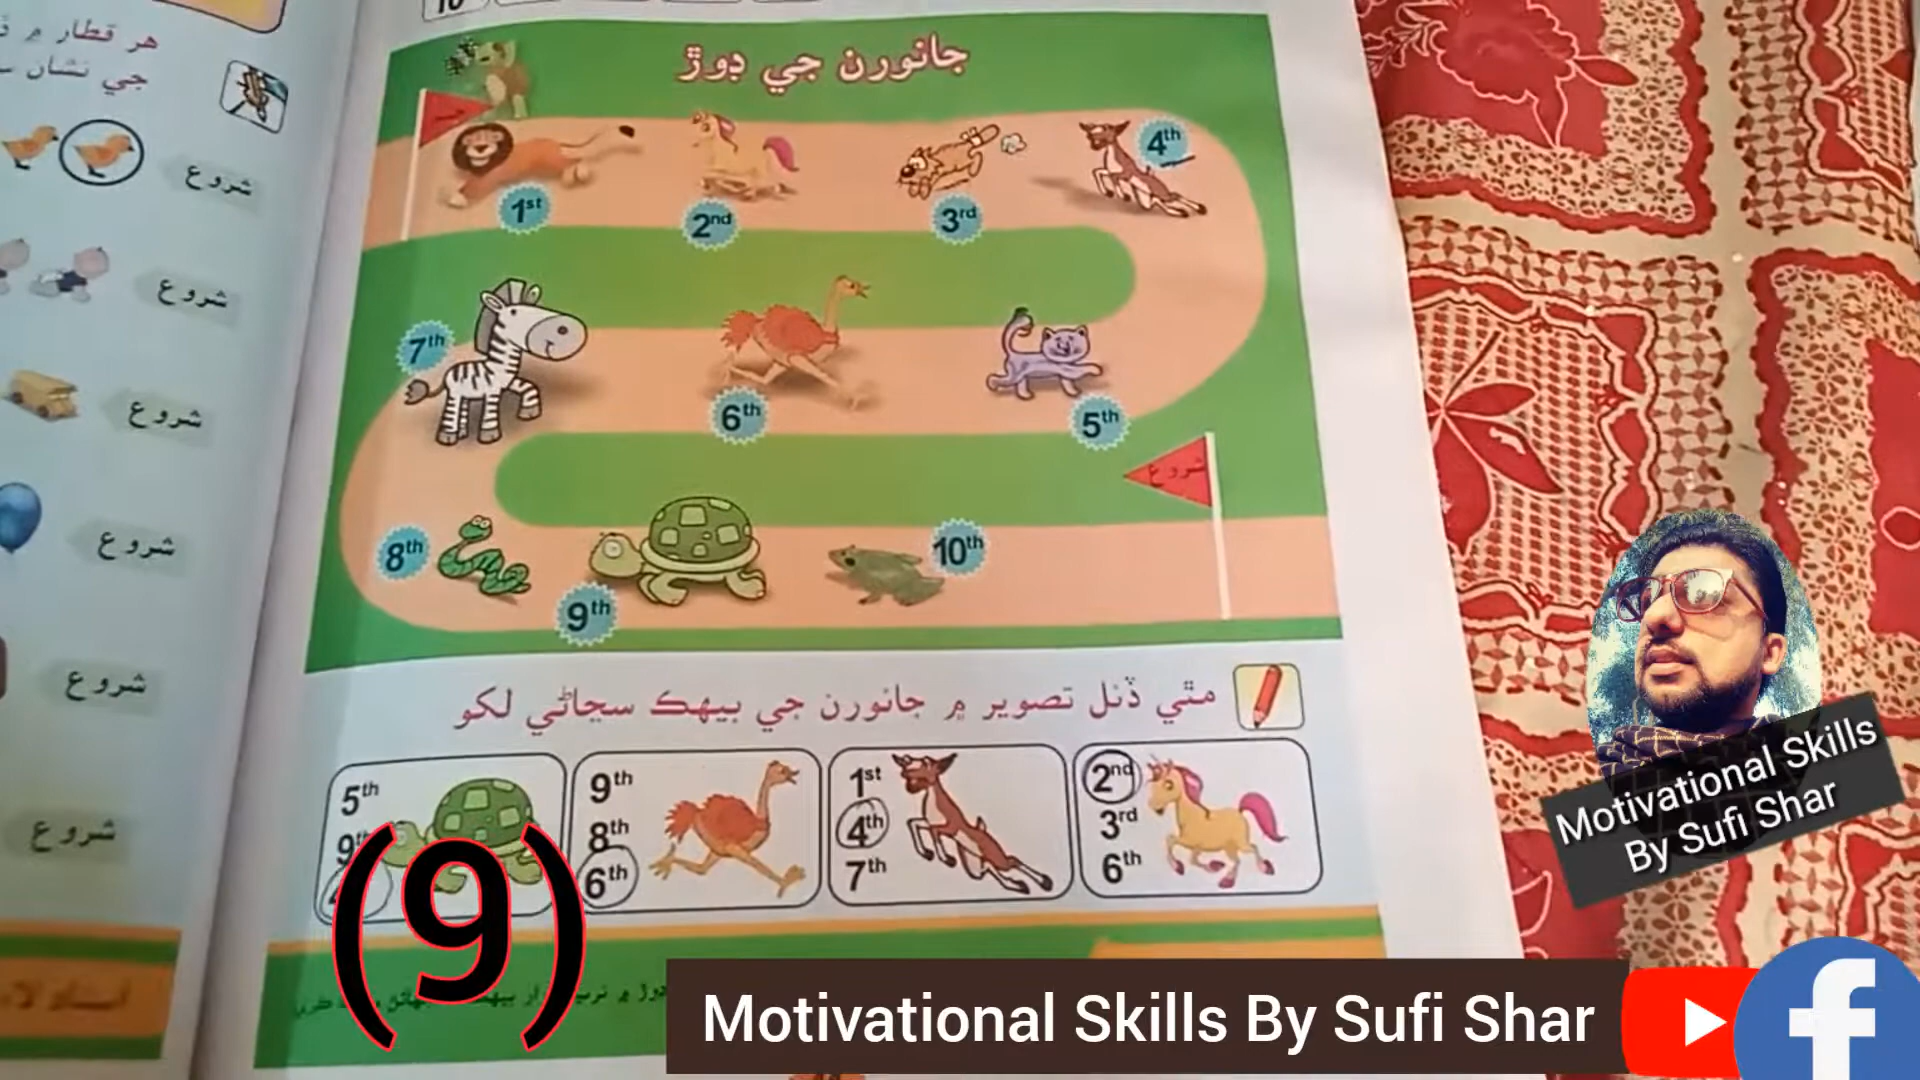 جانورن جي ڊوڙ
1st
2nd
3rd
4th
7th
6th
5th
شروع
8th
9th
10th
مٿي ڏنل تصوير ۾ جانورن جي بيهڪ سڃاڻي لکو
5th
9th
9th
8th
6th
1st
4th
7th
2nd
3rd
6th
هر قطار ۾
جي نشان
شروع
شروع
شروع
شروع
شروع
شروع
(9)
Motivational Skills
By Sufi Shar
Motivational Skills By Sufi Shar